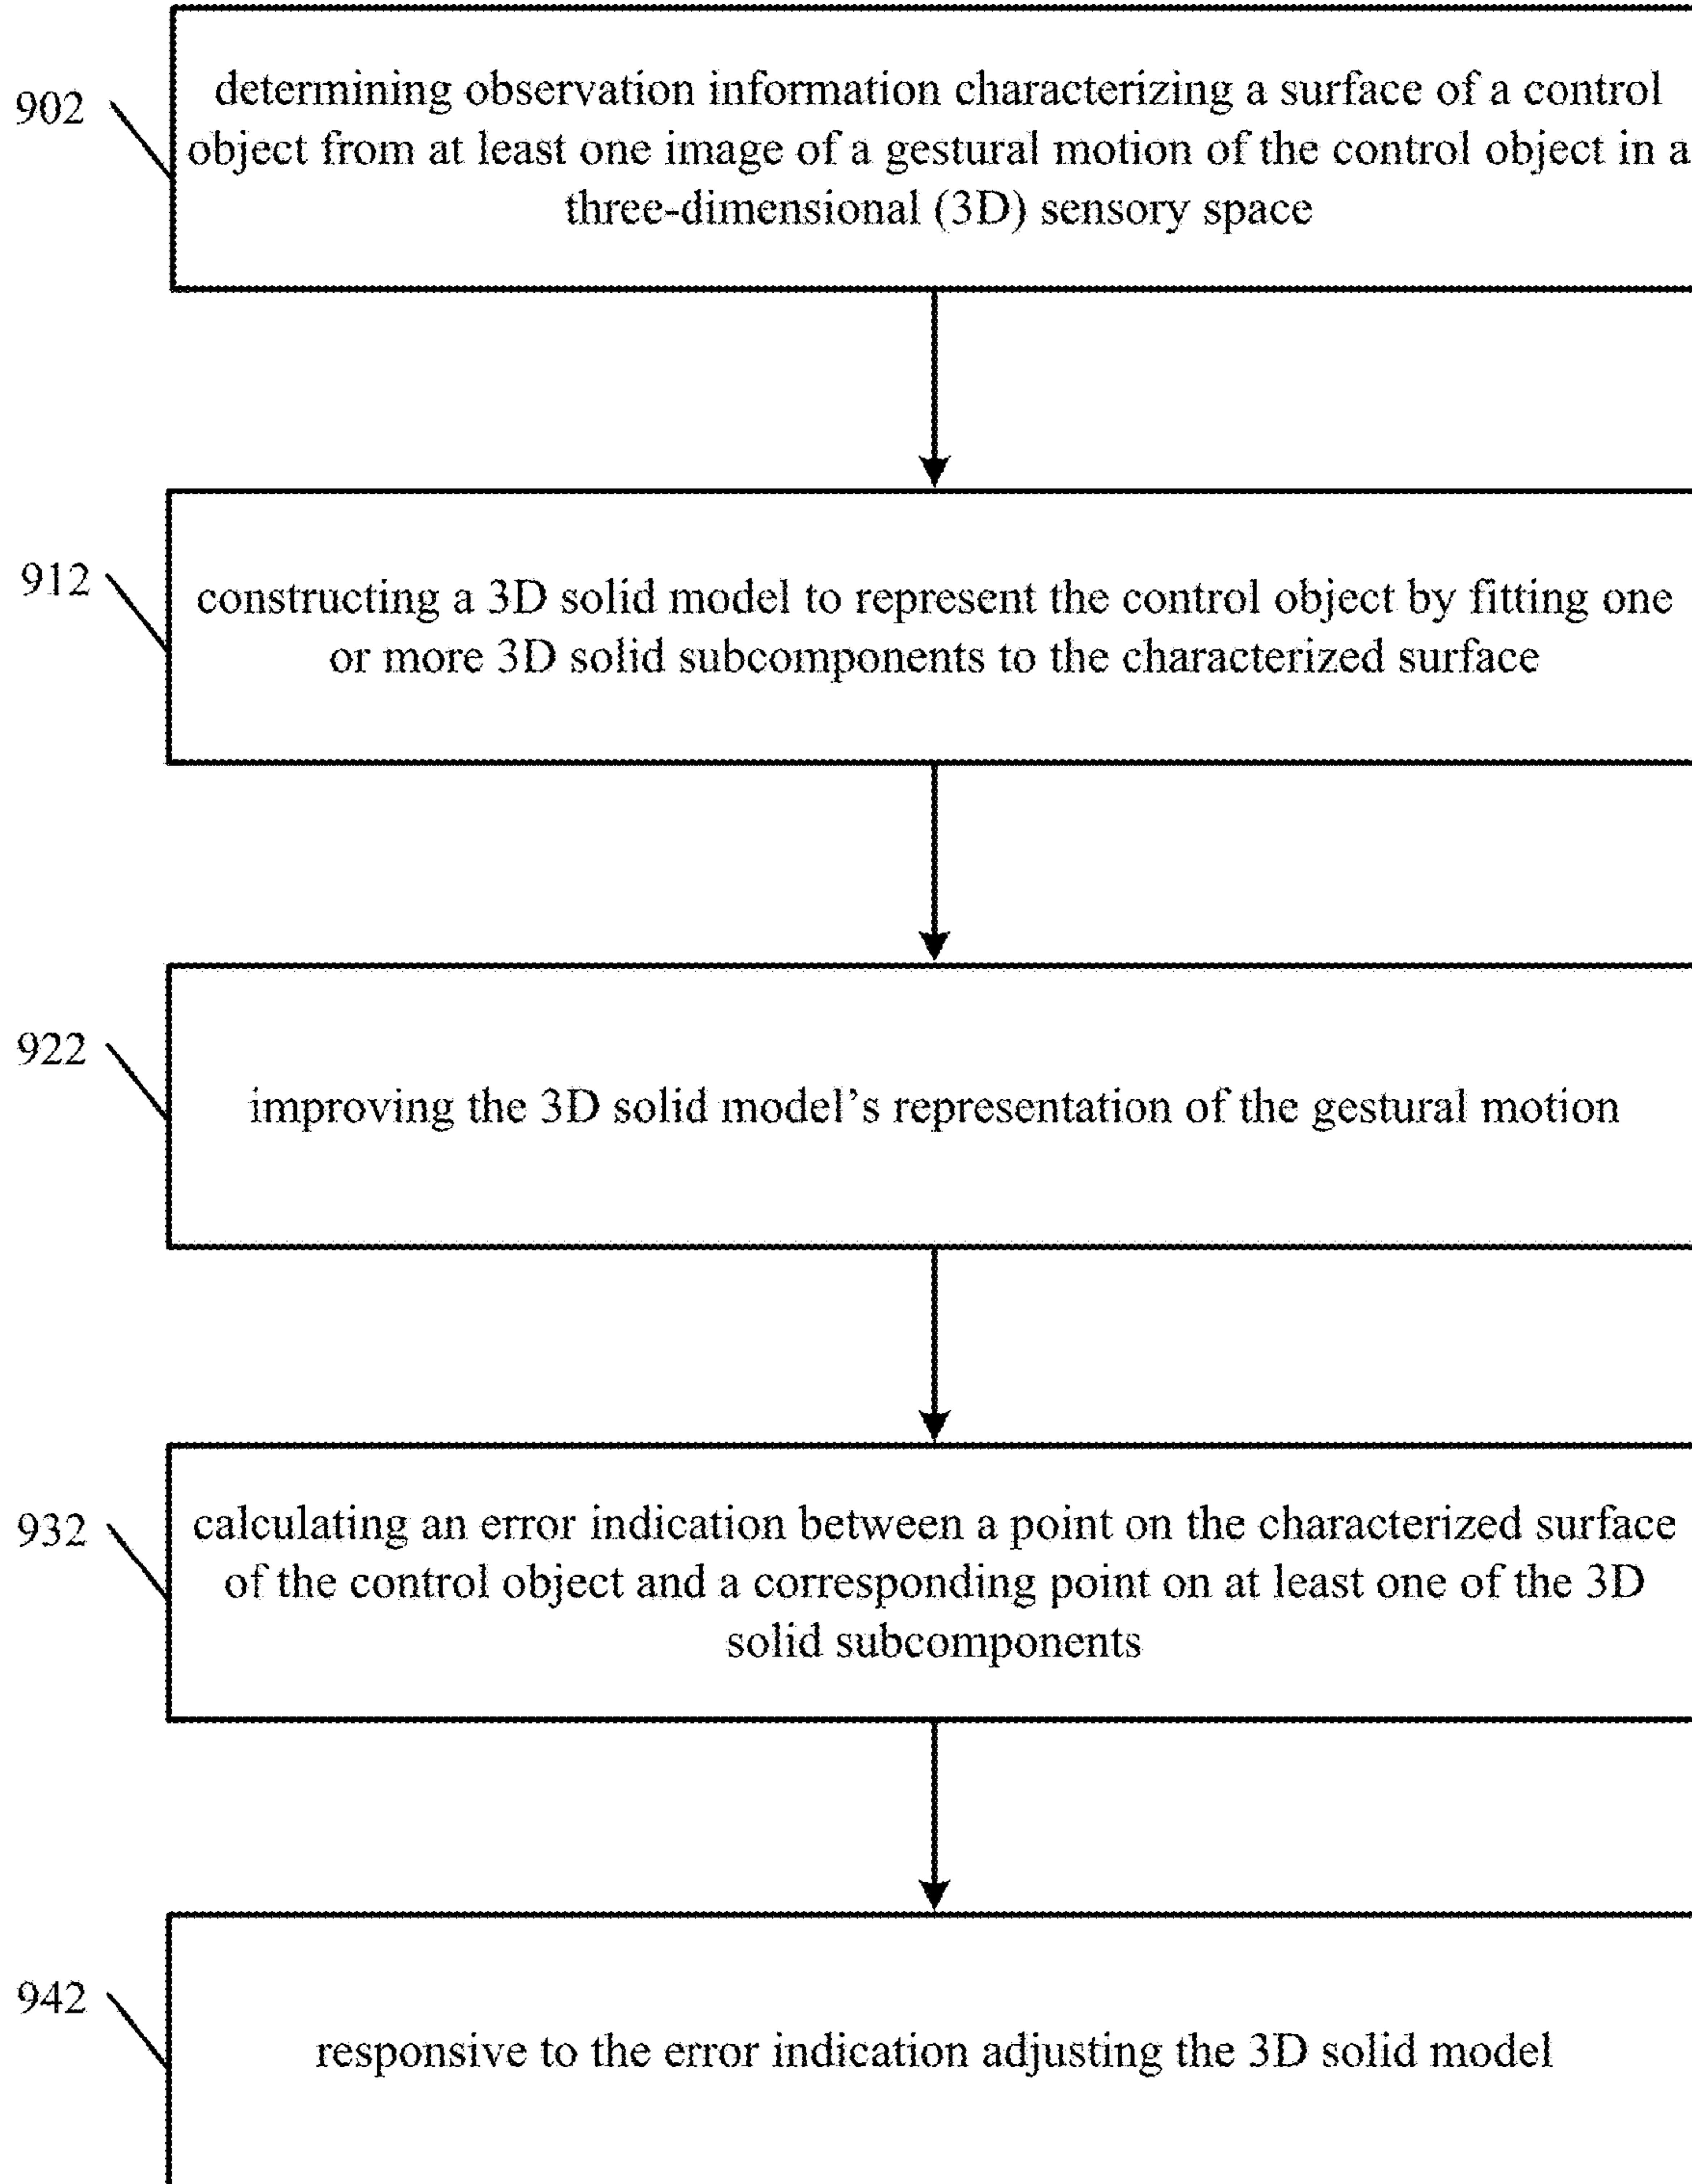 902
determining observation information characterizing a surface of a control
object from at least one image of a gestural motion of the control object in a
three-dimensional (3D) sensory space
912
constructing a 3D solid model to represent the control object by fitting one
or more 3D solid subcomponents to the characterized surface
922
improving the 3D solid model’s representation of the gestural motion
932
calculating an error indication between a point on the characterized surface
of the control object and a corresponding point on at least one of the 3D
solid subcomponents
942
responsive to the error indication adjusting the 3D solid model